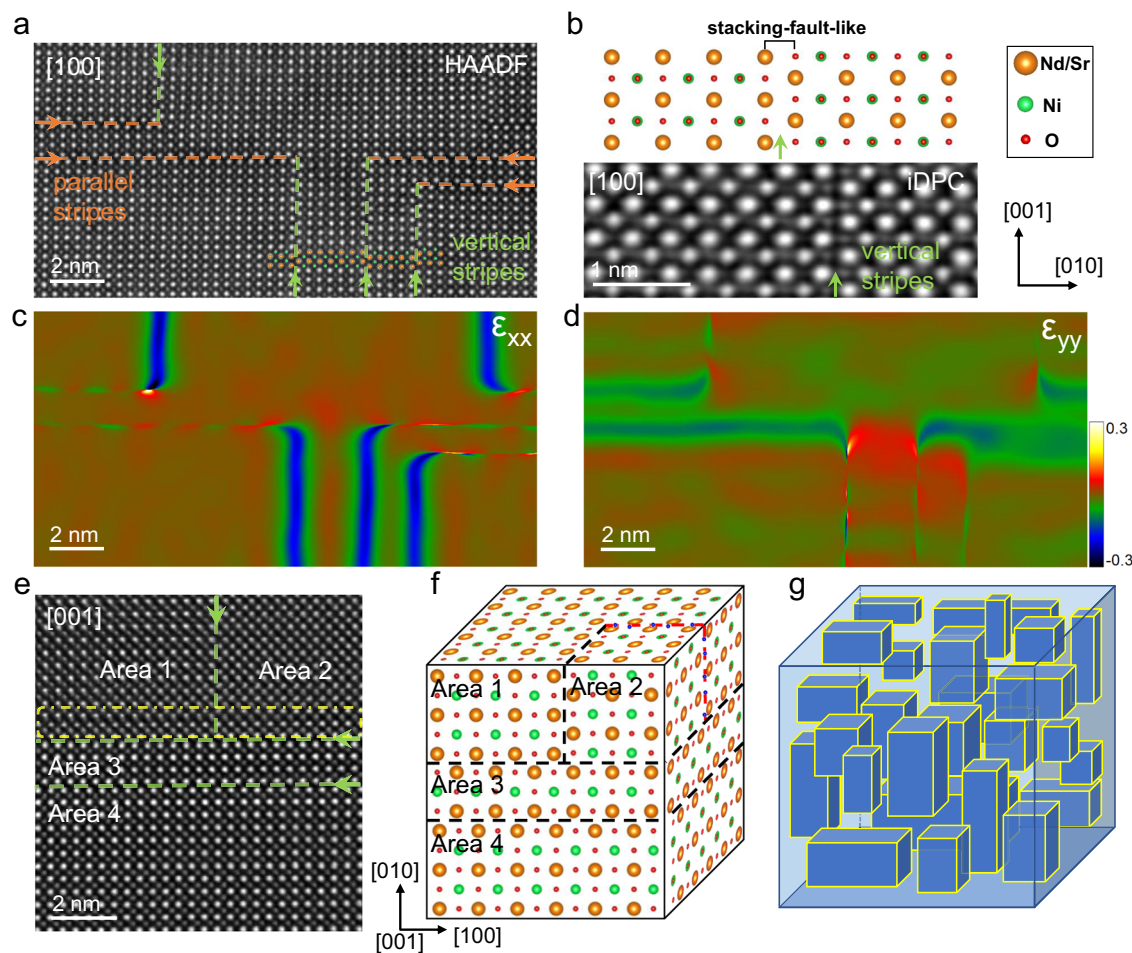 a
[100]
HAADF
parallel
stripes
vertical
stripes
2 nm
b
stacking-fault-like
[100]
iDPC
vertical
stripes
1 nm
Nd/Sr
Ni
O
[001]
[010]
c
εxx
2 nm
d
εyy
2 nm
0.3
-0.3
e
[001]
Area 1
Area 2
Area 3
Area 4
2 nm
f
Area 1
Area 2
Area 3
Area 4
[010]
[001]
[100]
g